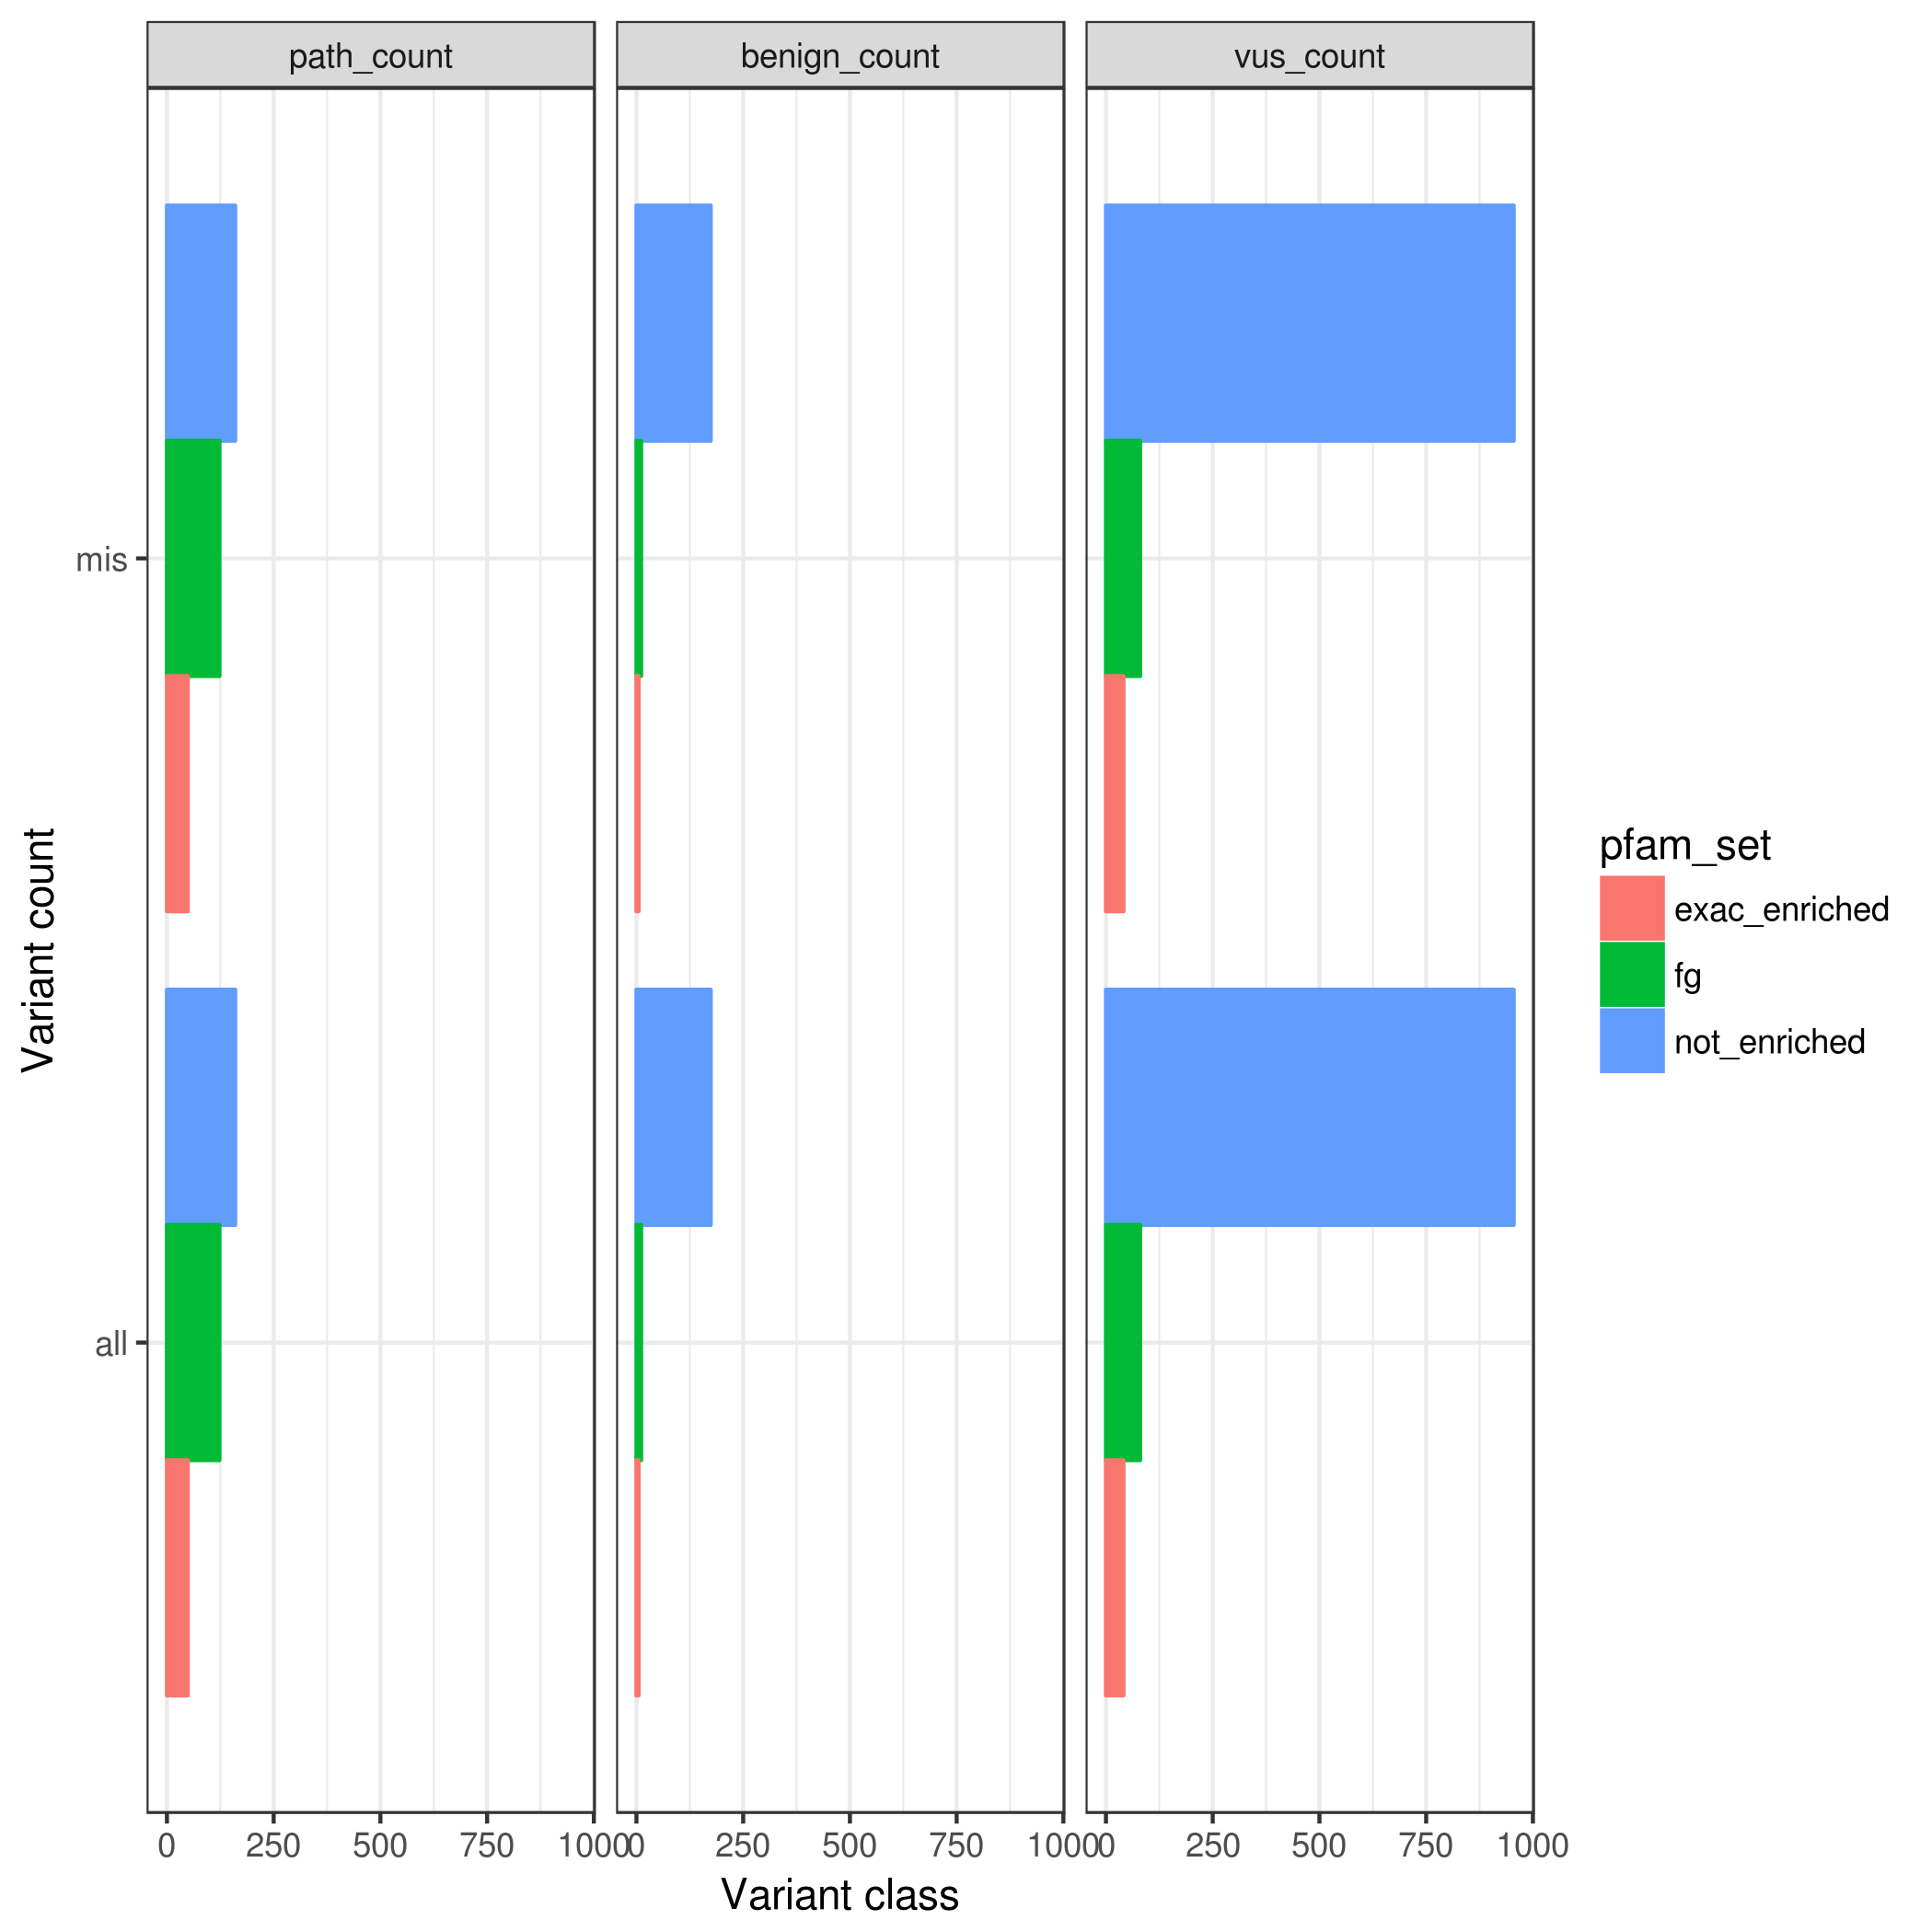 path_count benign_count vus_count
mis
all
Variant count
0 250 500 750 1000 0 250 500 750 1000 0 250 500 750 1000
Variant class
pfam_set
exac_enriched
fg
not_enriched